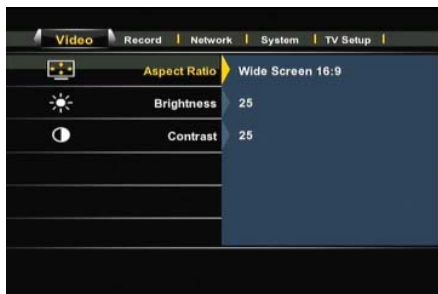 Video Record Network System TV Setup
Aspect Ratio Wide Screen 16:9
Brightness 25
Contrast 25